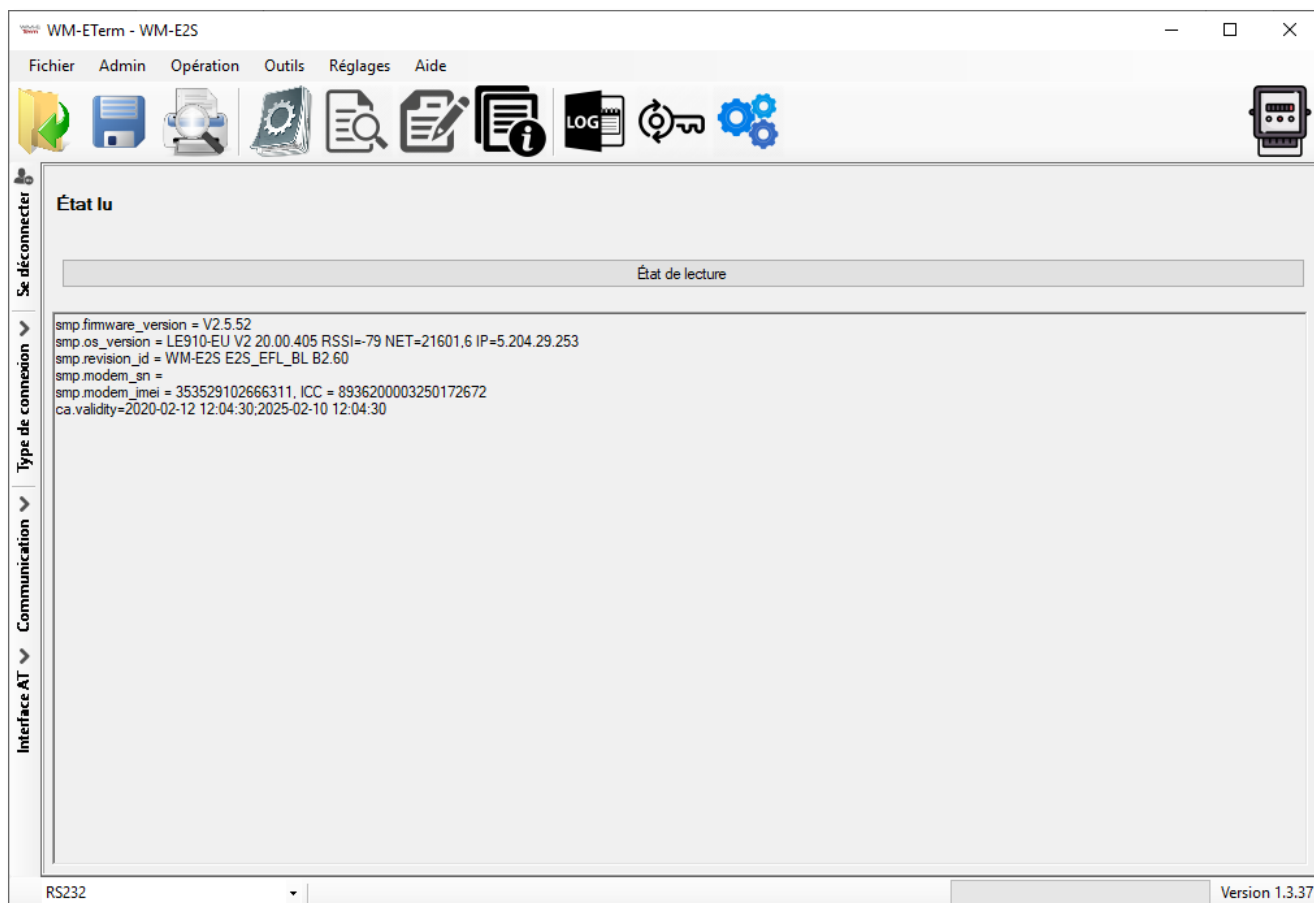 WM-ETerm - WM-E2S
Fichier Admin Opération Outils Réglages Aide
LOG
Se déconnecter
Type de connexion
Communication
Interface AT
État lu
État de lecture
smp.firmware_version = V2.5.52
smp.os_version = LE910-EU V2 20.00.405 RSSI=-79 NET=21601,6 IP=5.204.29.253
smp.revision_id = WM-E2S E2S_EFL_BL B2.60
smp.modem_sn =
smp.modem_imei = 353529102666311, ICC = 8936200003250172672
ca.validity=2020-02-12 12:04:30;2025-02-10 12:04:30
RS232
Version 1.3.37